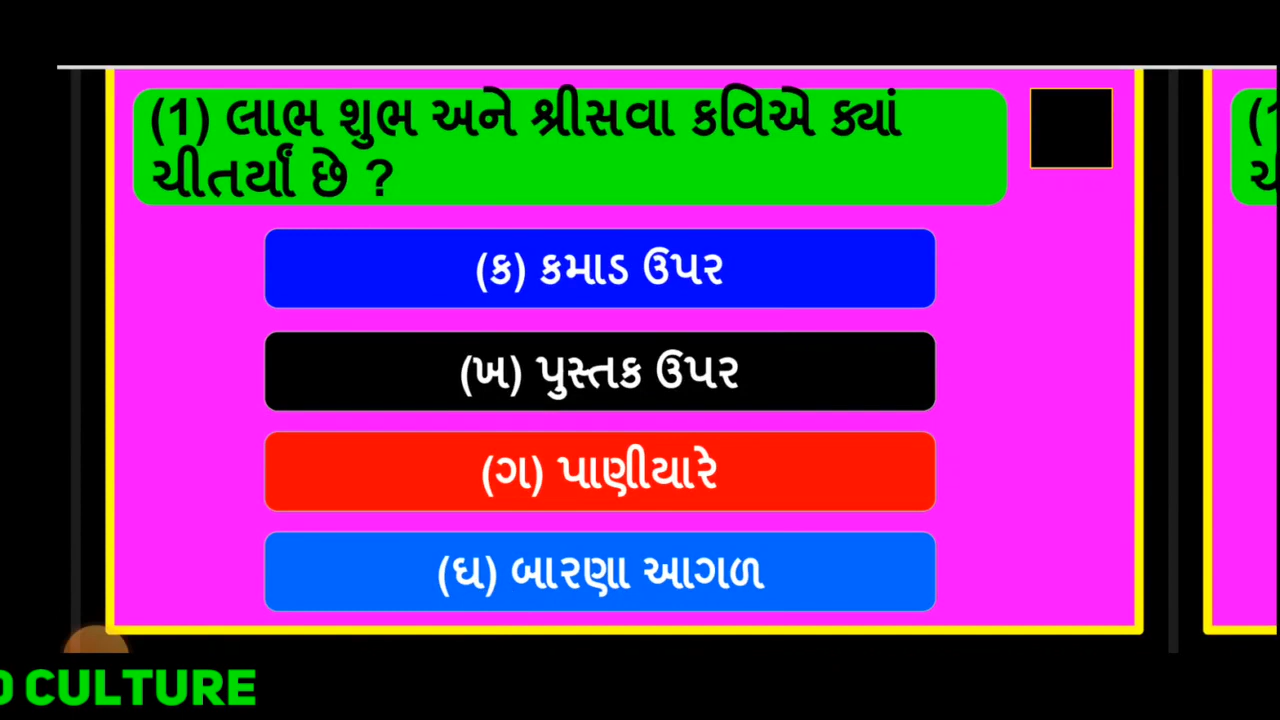 (1) લાભ શુભ અને શ્રીસવા કવિએ ક્યાં
ચીતર્યાં છે ?
(ક) કમાડ ઉપર
(ખ) પુસ્તક ઉપર
(ગ) પાણીયારે
(ઘ) બારણા આગળ
CULTURE